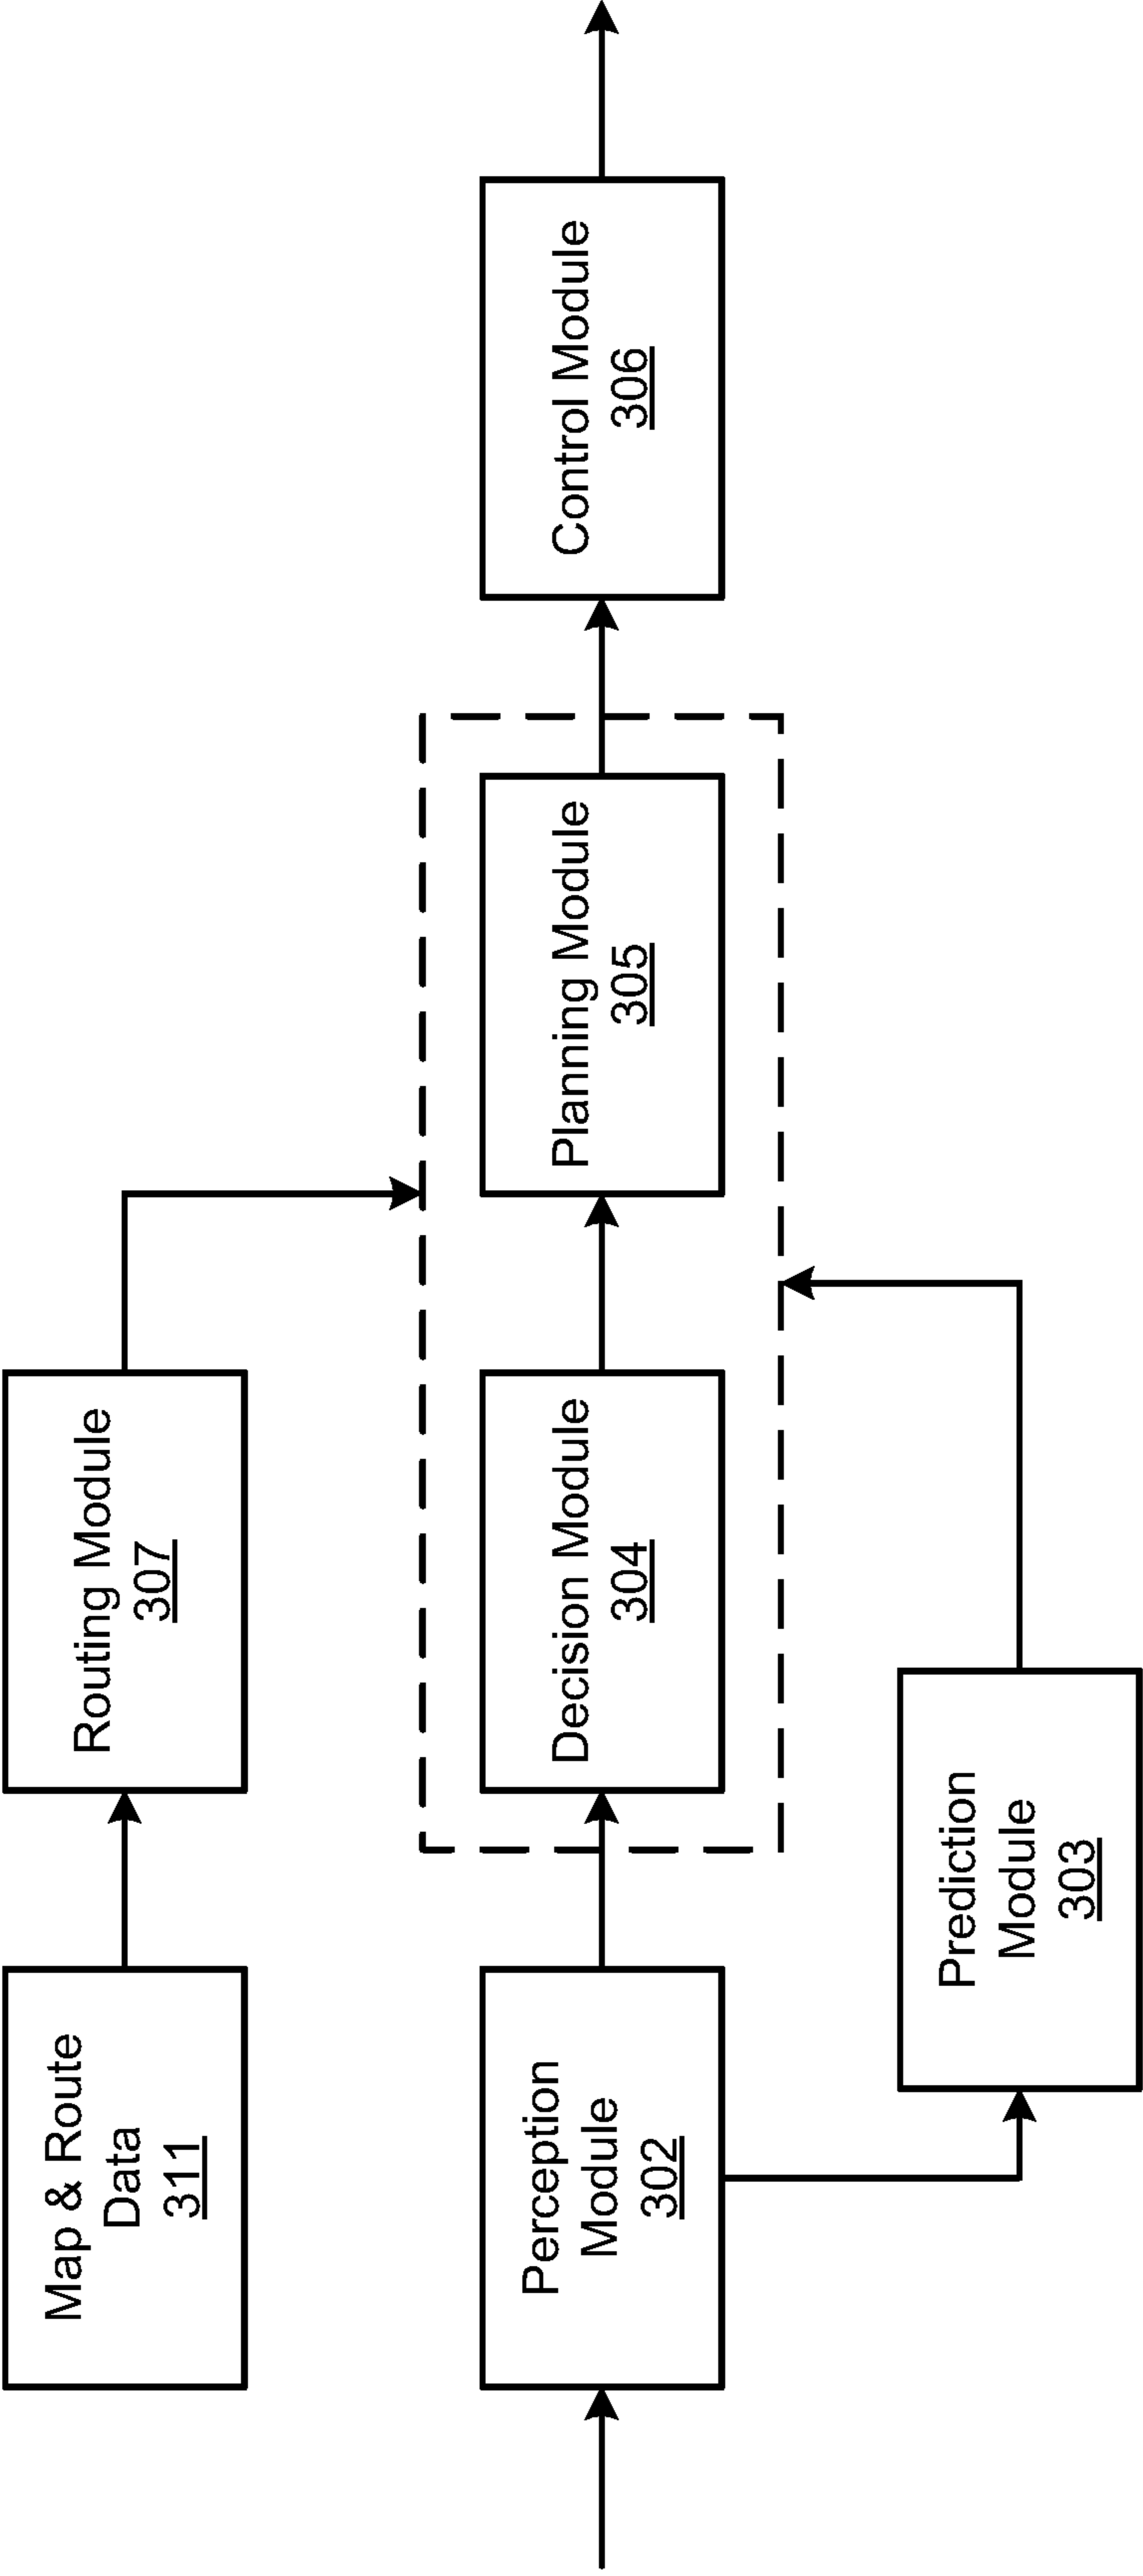 Map & Route
Data
311
Routing Module
307
Perception
Module
302
Decision Module
304
Planning Module
305
Control Module
306
Prediction
Module
303